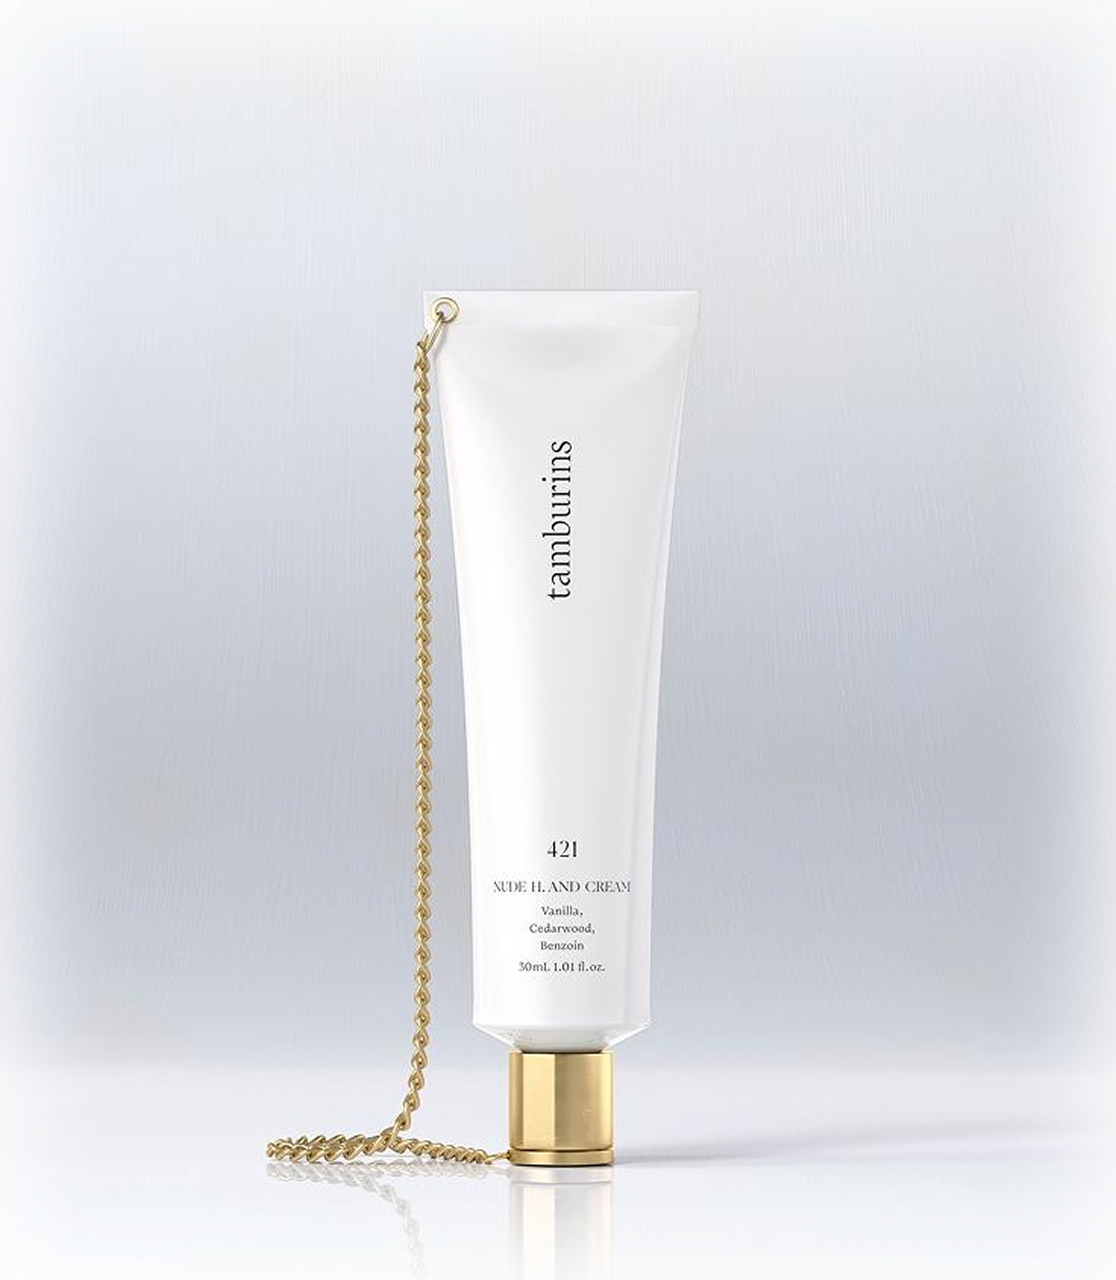 tamburins
421
NUDE H. AND CREAM
Vanilla,
Cedarwood,
Benzoin
30mL 1.01 fl. oz.